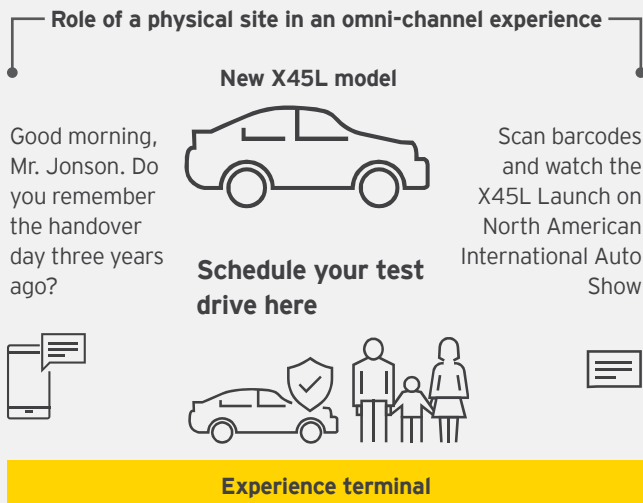 Role of a physical site in an omni-channel experience
New X45L model
Good morning,
Mr. Jonson. Do
you remember
the handover
day three years
ago?
Schedule your test
drive here
Scan barcodes
and watch the
X45L Launch on
North American
International Auto
Show
Experience terminal